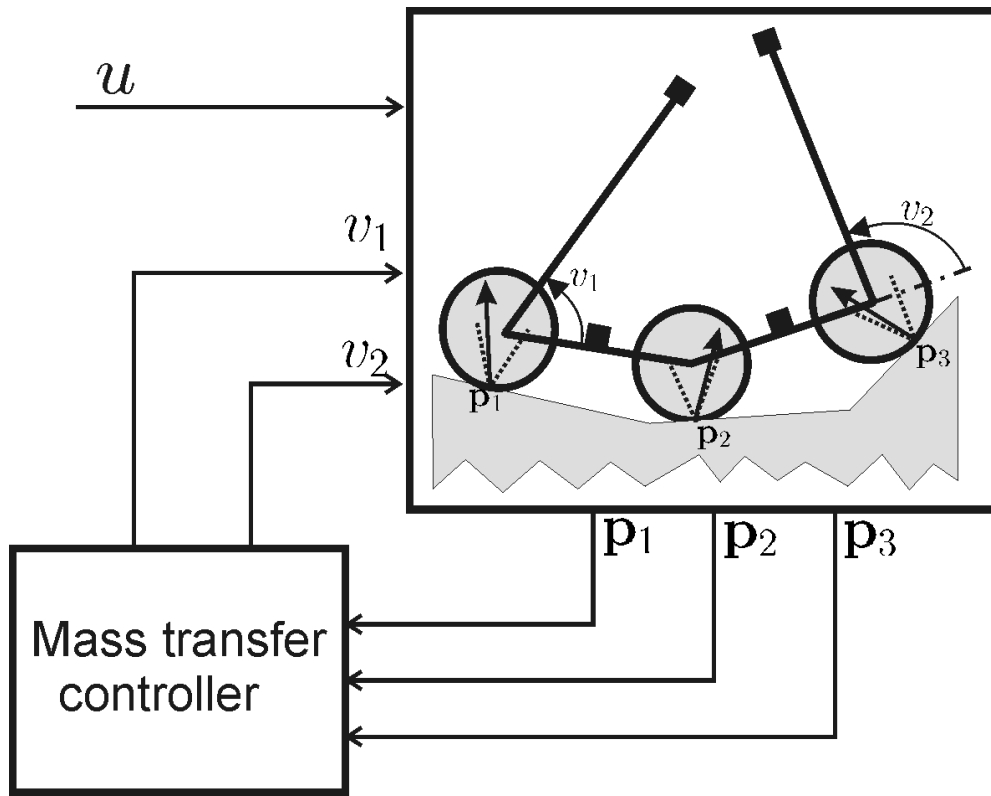 u
v₁
v₂
v₁
v₂
p₁
p₂
p₃
p₁
p₂
p₃
Mass transfer
controller